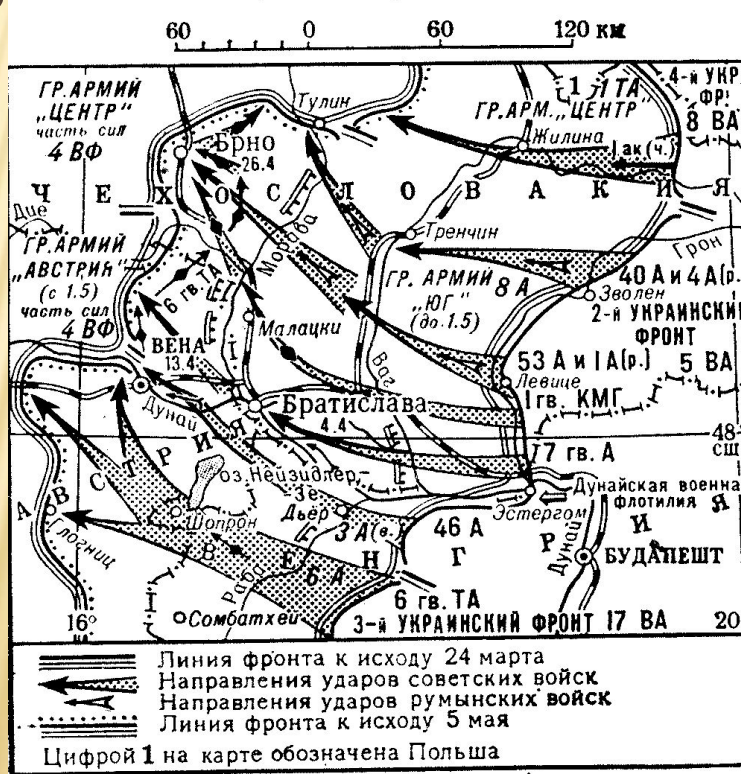 60 0 60 120 км
ГР. АРМИЙ
„ЦЕНТР"
часть сил
4 ВФ
Тулин
ГР. АРМ. „ЦЕНТР"
1
1 ТА
4-й УКР
ФР.
8 ВА
Жилина
1 ак (ч.)
Брно
26.4
ЧЕХОСЛОВАКИЯ
Дие
Морава
Тренчин
Грон
ГР. АРМИЙ
„АВСТРИЯ"
(с 1.5)
часть сил
4 ВФ
6 гв. ТА
ГР. АРМИЙ
„ЮГ"
(до 1.5)
8 А
40 А и 4 А (р.
Зволен
2-й УКРАИНСКИЙ
ФРОНТ
Малацки
ВЕНА
13.4
Ваг
53 А и 1 А (р.)
5 ВА
Левице
1 гв. КМГ
Дунай
Братислава
4.4
48
сш
7 гв. А
АВСТРИЯ
оз. Нейзидлер-
Зе
Дунайская военная
флотилия
Эстергом
Шопрон
Дьёр
3 А (в.
46 А
Глогниц
ВЕНГРИЯ
Дунай
БУДАПЕШТ
Раба
6 А
6 гв. ТА
16°
Сомбатхей
3-й УКРАИНСКИЙ ФРОНТ 17 ВА
20
Линия фронта к исходу 24 марта
Направления ударов советских войск
Направления ударов румынских войск
Линия фронта к исходу 5 мая
Цифрой 1 на карте обозначена Польша